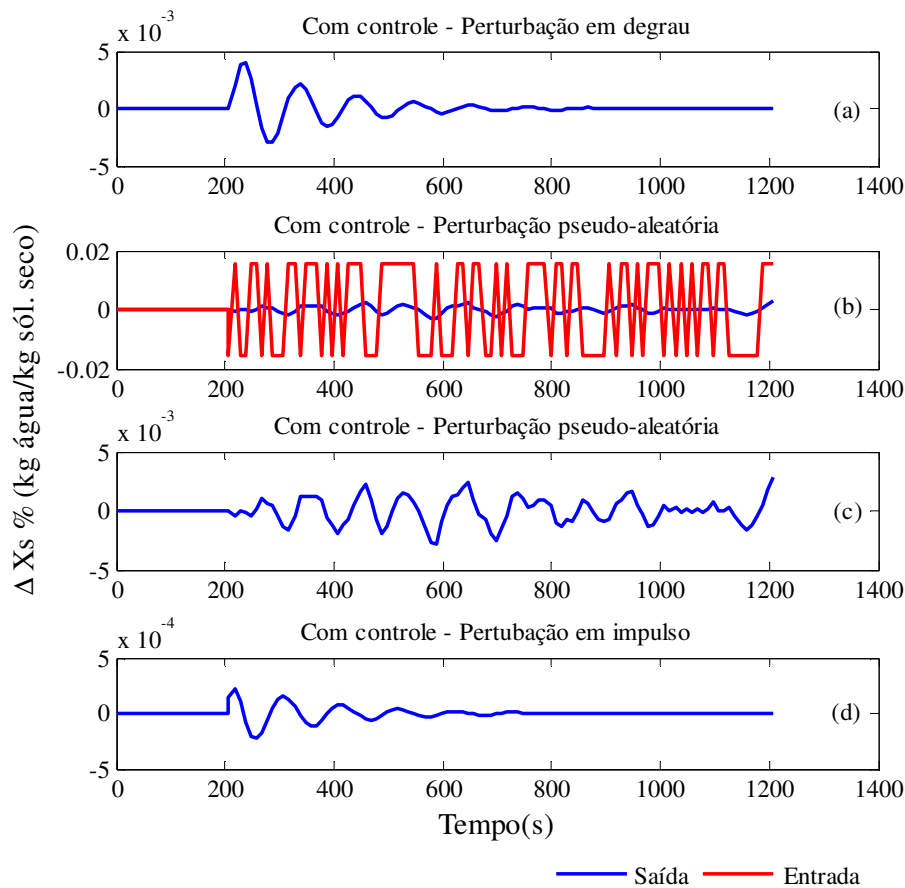 x 10-3
Com controle - Perturbação em degrau
5
0
-5
(a)
0 200 400 600 800 1000 1200 1400
Com controle - Perturbação pseudo-aleatória
0.02
0
-0.02
(b)
0 200 400 600 800 1000 1200 1400
x 10-3
Com controle - Perturbação pseudo-aleatória
5
0
-5
(c)
0 200 400 600 800 1000 1200 1400
x 10-4
Com controle - Pertubação em impulso
5
0
-5
(d)
0 200 400 600 800 1000 1200 1400
Δ Xs % (kg água/kg sól. seco)
Tempo(s)
Saída Entrada